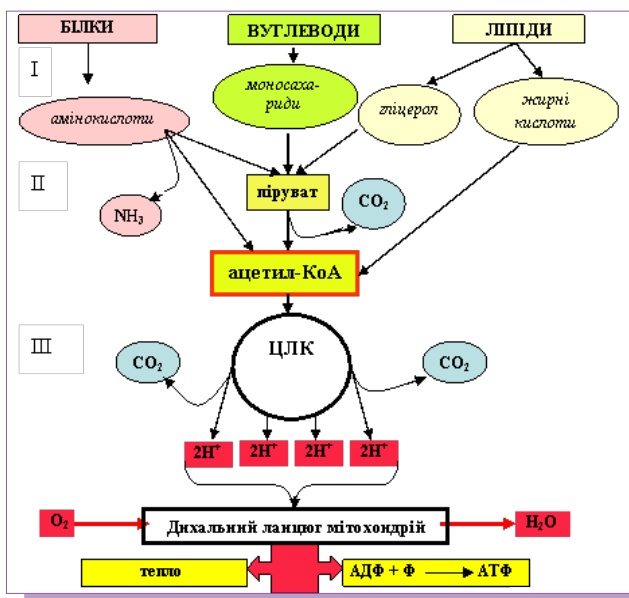 БІЛКИ
ВУГЛЕВОДИ
ЛІПІДИ
I
моносаха-
риди
амінокислоти
гліцерол
жирні
кислоти
II
піруват
CO₂
NH₃
ацетил-КоА
III
ЦЛК
CO₂
CO₂
2H⁺
2H⁺
2H⁺
2H⁺
O₂
Дихальний ланцюг мітохондрій
H₂O
тепло
АДФ + Ф → АТФ